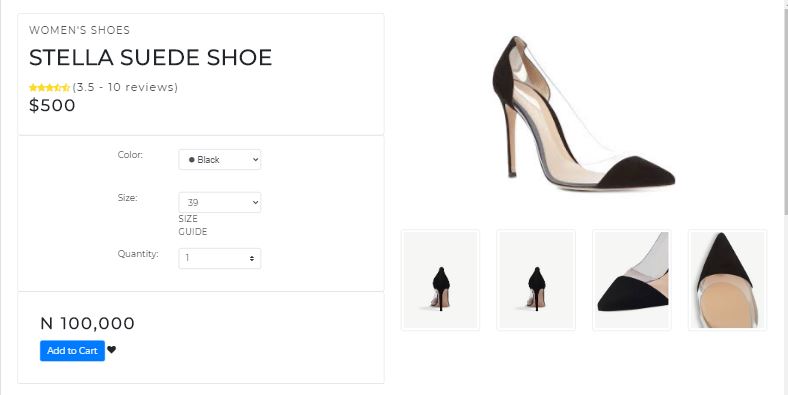 WOMEN'S SHOES
STELLA SUEDE SHOE
(3.5 - 10 reviews)
$500
Color:
Black
Size:
39
SIZE
GUIDE
Quantity:
1
N 100,000
Add to Cart